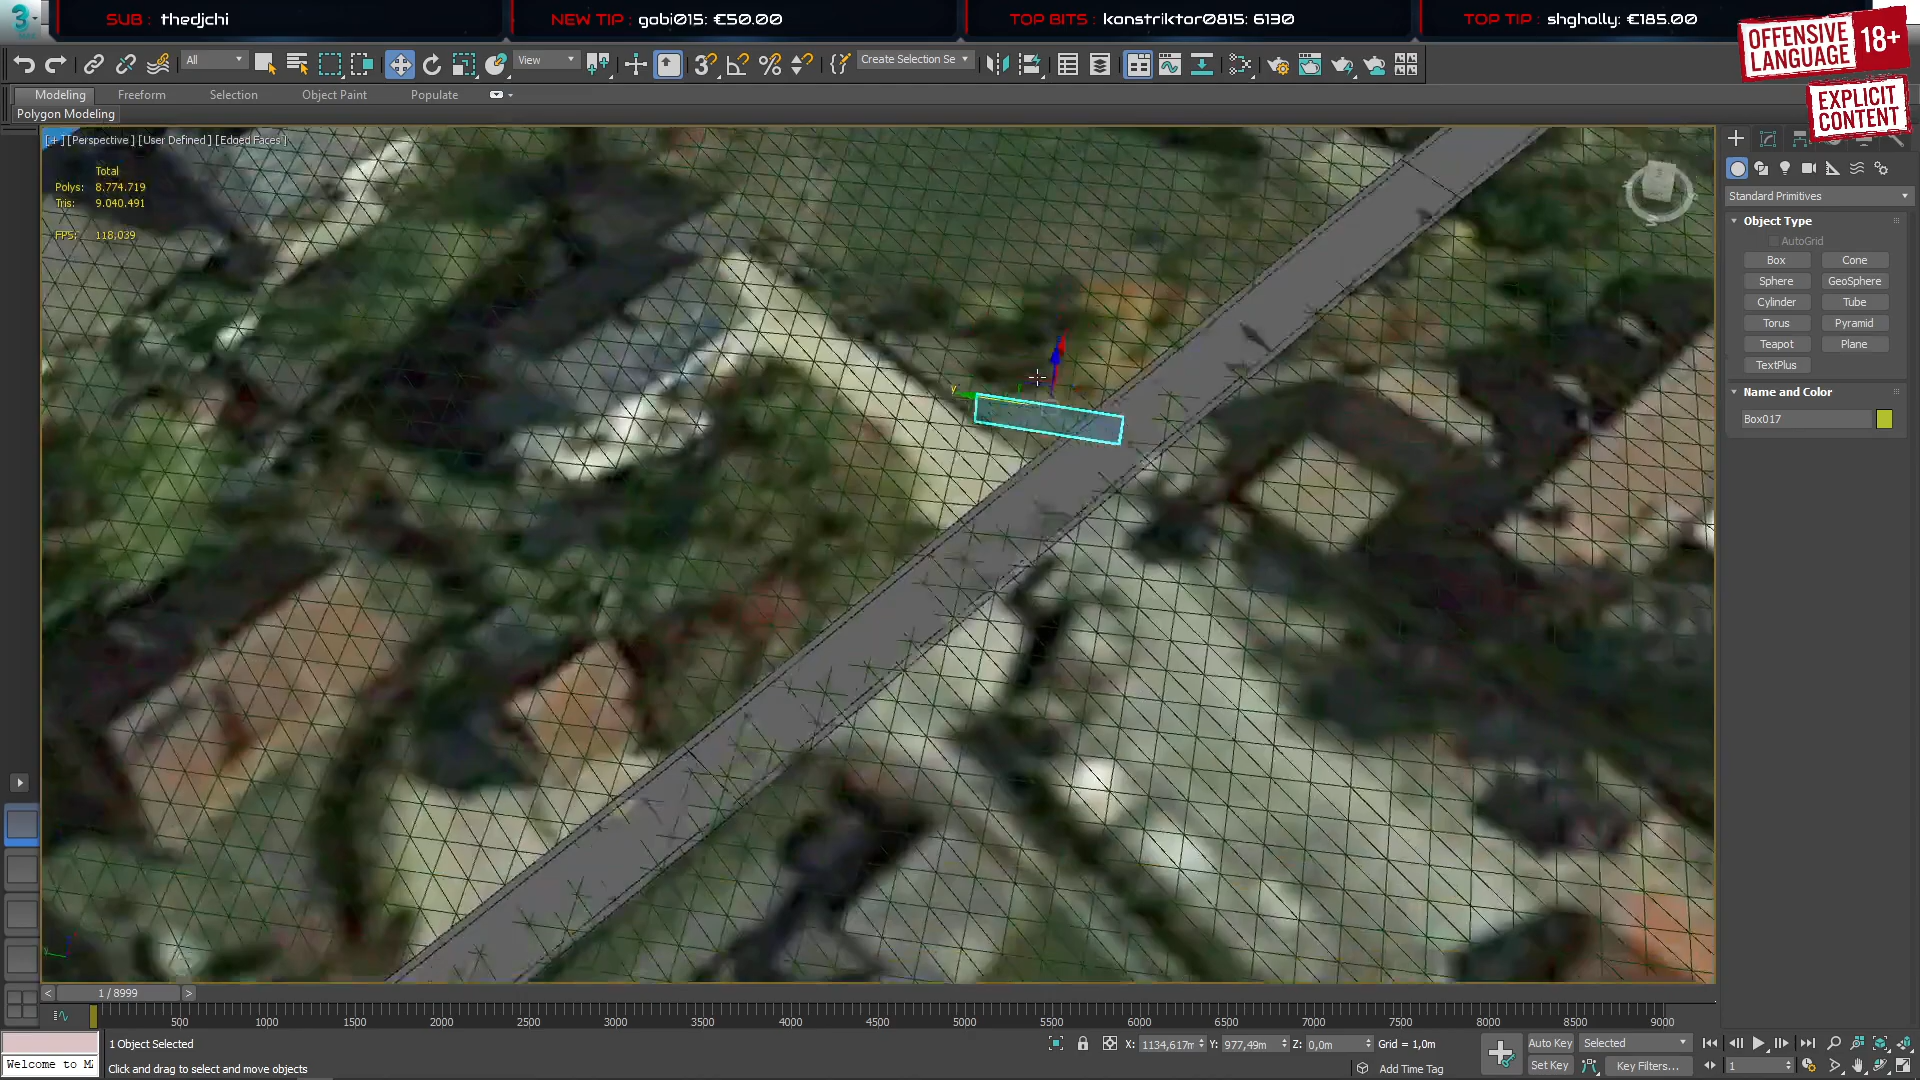 SUB : thedjchi
NEW TIP : gabi015: €50.00
TOP BITS : konstriktor0815: 6130
TOP TIP : shgholly: €185.00
OFFENSIVE LANGUAGE 18+
EXPLICIT CONTENT
All
View
Create Selection Se
Modeling
Freeform
Selection
Object Paint
Populate
Polygon Modeling
[+] [Perspective ] [User Defined ] [Edged Faces ]
Total
Polys: 8.774.719
Tris: 9.040.491
FPS: 118,039
Standard Primitives
Object Type
AutoGrid
Box
Cone
Sphere
GeoSphere
Cylinder
Tube
Torus
Pyramid
Teapot
Plane
TextPlus
Name and Color
Box017
y
< 1 / 8999 >
500 1000 1500 2000 2500 3000 3500 4000 4500 5000 5500 6000 6500 7000 7500 8000 8500 9000
1 Object Selected
X: 1134,617m Y: 977,49m Z: 0,0m Grid = 1,0m
Auto Key
Selected
Welcome to M
Click and drag to select and move objects
Add Time Tag
Set Key
Key Filters...
1